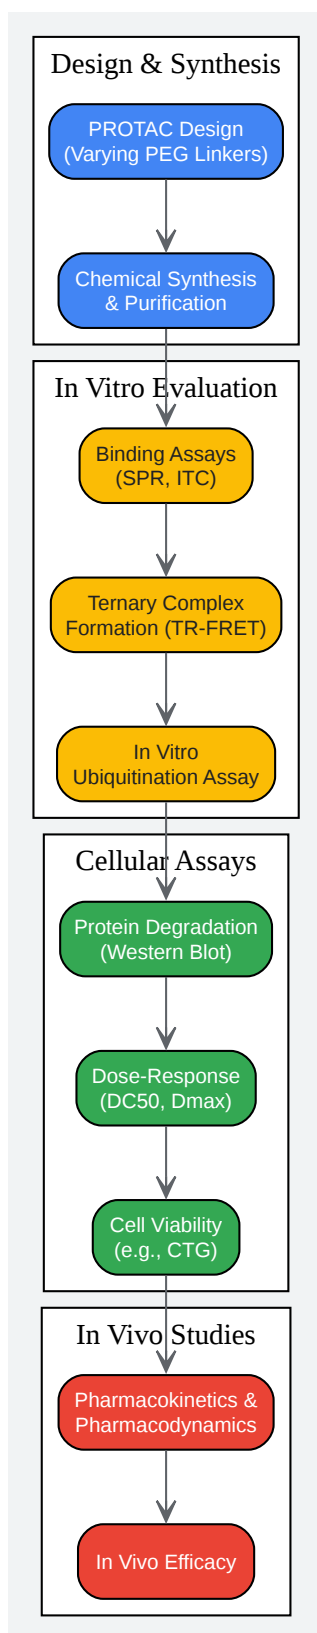 Design & Synthesis
PROTAC Design
(Varying PEG Linkers)
Chemical Synthesis
& Purification
In Vitro Evaluation
Binding Assays
(SPR, ITC)
Ternary Complex
Formation (TR-FRET)
In Vitro
Ubiquitination Assay
Cellular Assays
Protein Degradation
(Western Blot)
Dose-Response
(DC50, Dmax)
Cell Viability
(e.g., CTG)
In Vivo Studies
Pharmacokinetics &
Pharmacodynamics
In Vivo Efficacy